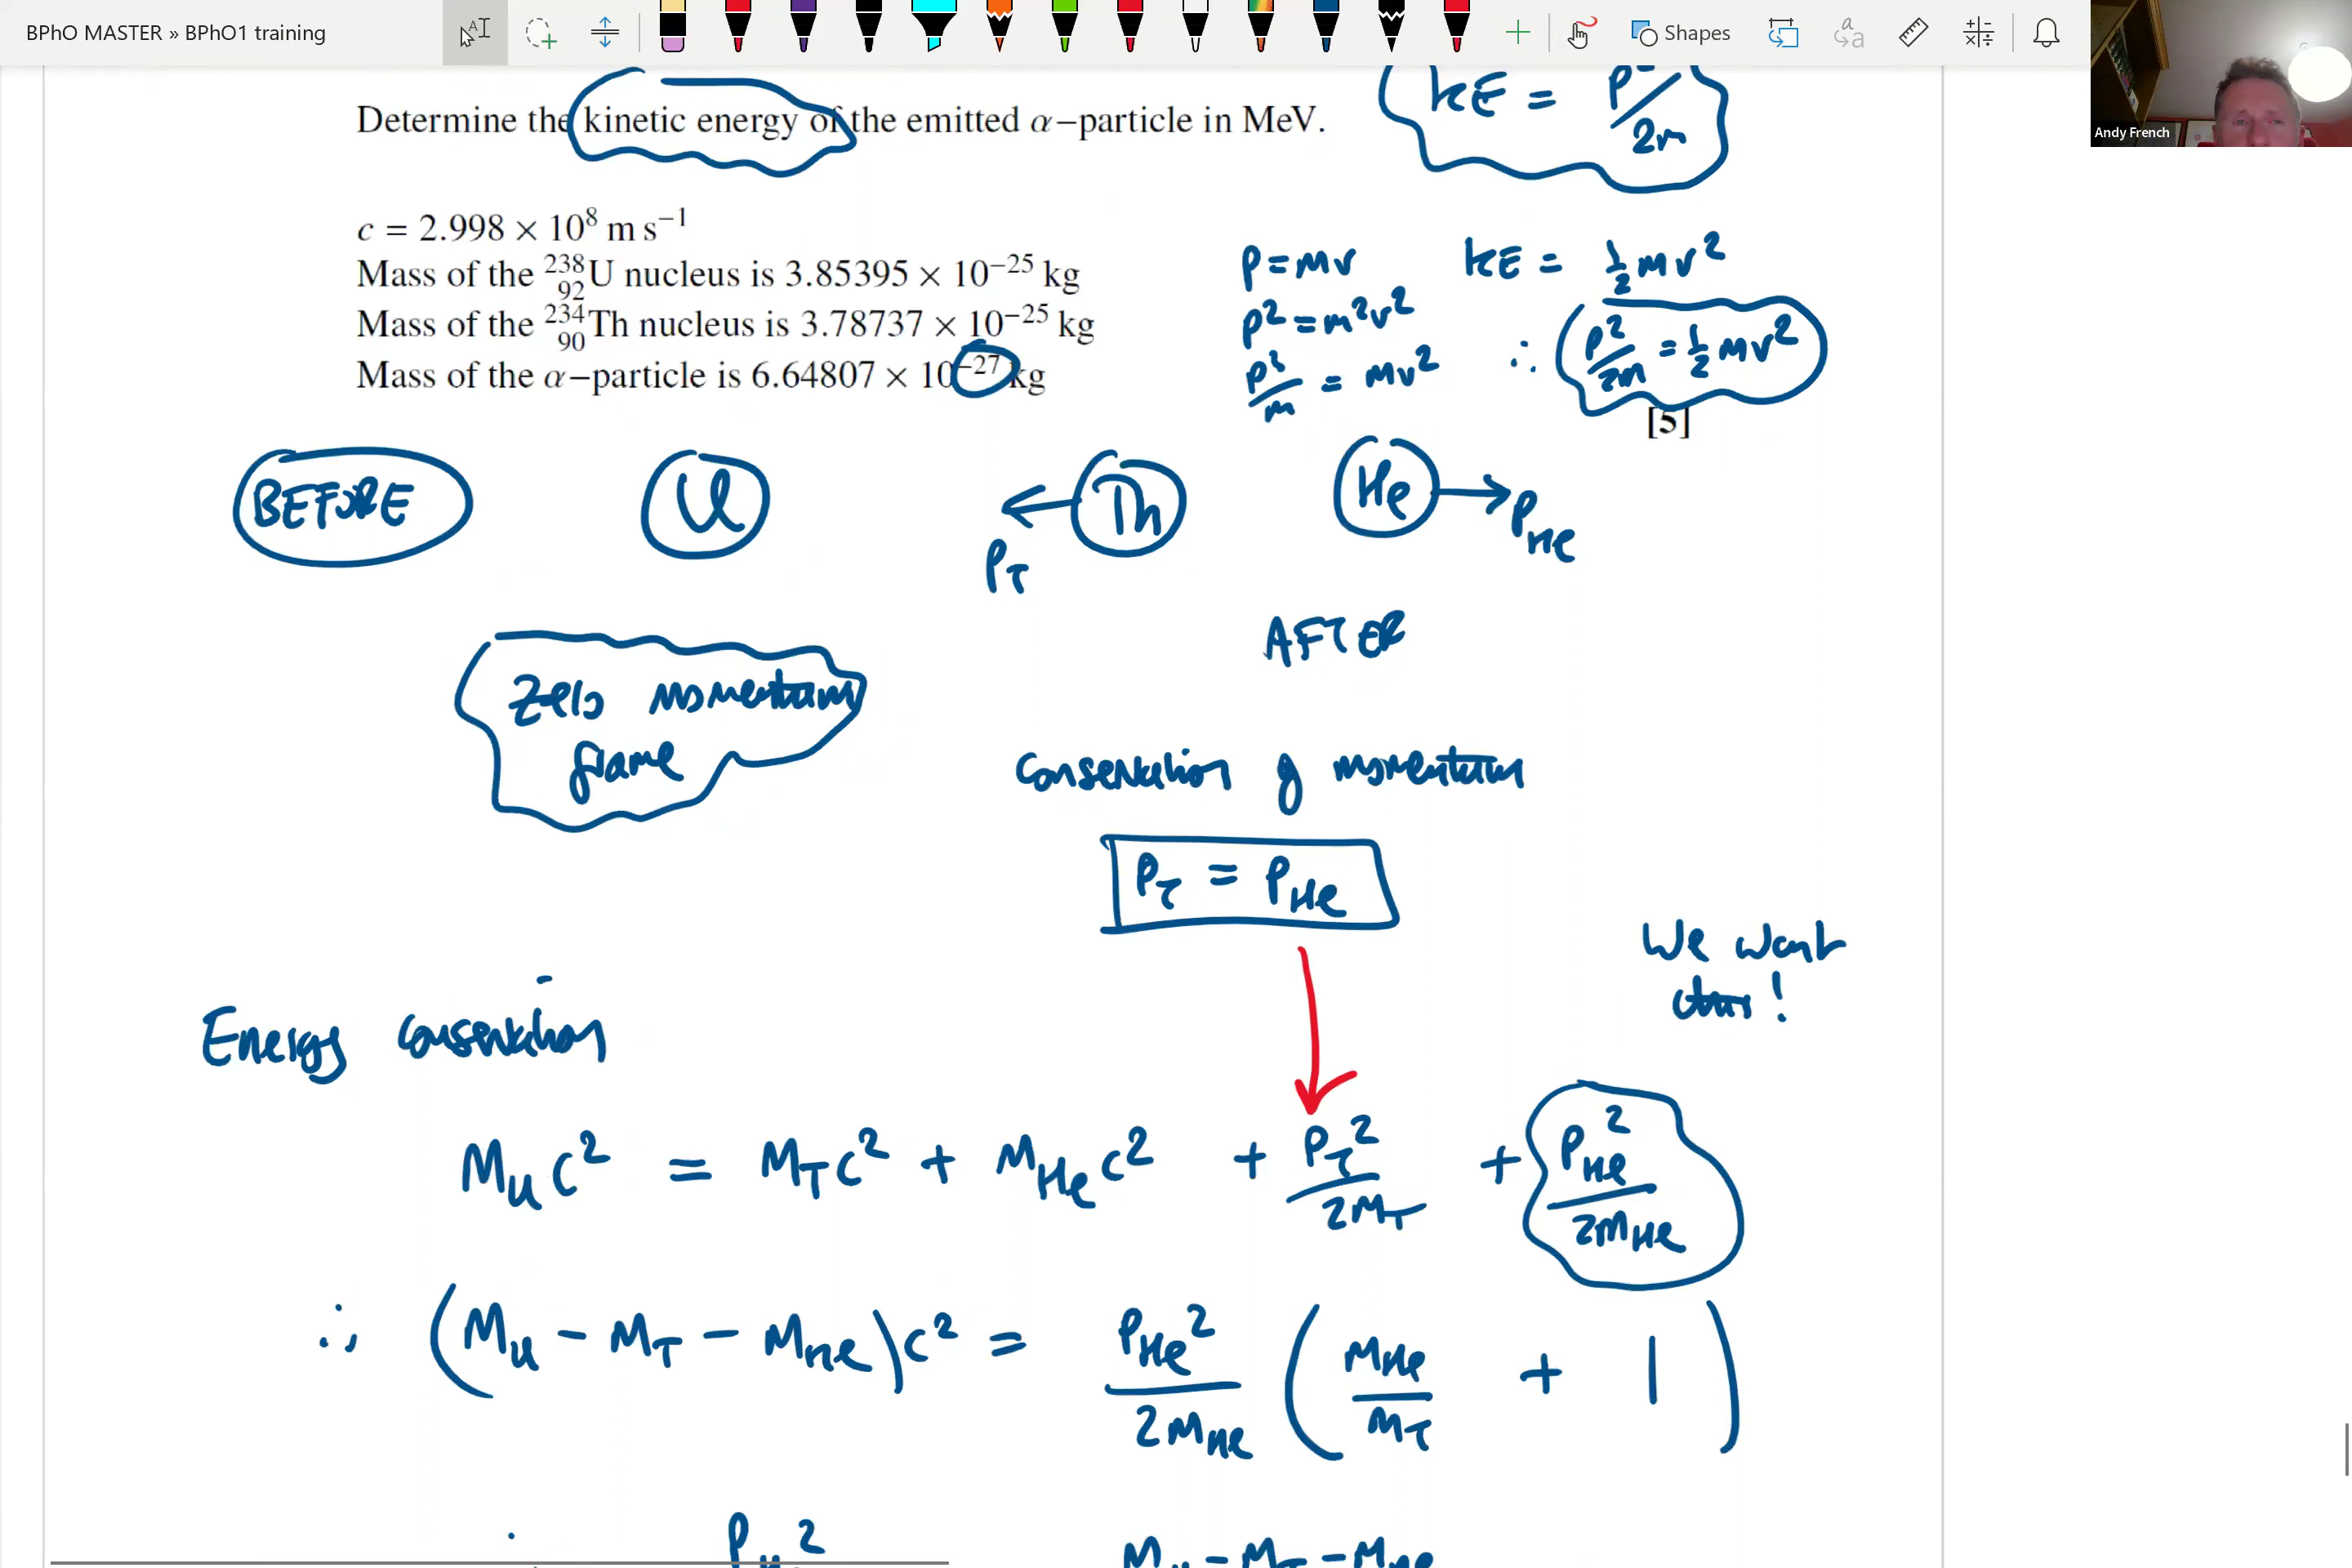 BPhO MASTER » BPhO1 training
Shapes
Andy French
Determine the kinetic energy of the emitted α−particle in MeV.
KE = p²/2m
c = 2.998 × 10⁸ m s⁻¹
Mass of the ²³⁸₉₂U nucleus is 3.85395 × 10⁻²⁵ kg
Mass of the ²³⁴₉₀Th nucleus is 3.78737 × 10⁻²⁵ kg
Mass of the α−particle is 6.64807 × 10⁻²⁷ kg
p = mv
p² = m²v²
p²/m = mv²
KE = ½mv²
∴ p²/2m = ½mv²
[5]
BEFORE
U
Th
He
P_T
P_He
AFTER
Zero momentum
frame
Conservation of momentum
P_T = P_He
We want
this!
Energy conservation
M_U c² = M_T c² + M_He c² + P_T²/2M_T + P_He²/2M_He
∴ (M_U − M_T − M_He)c² = P_He²/2M_He (M_He/M_T + 1)
M_U − M_T − M_He